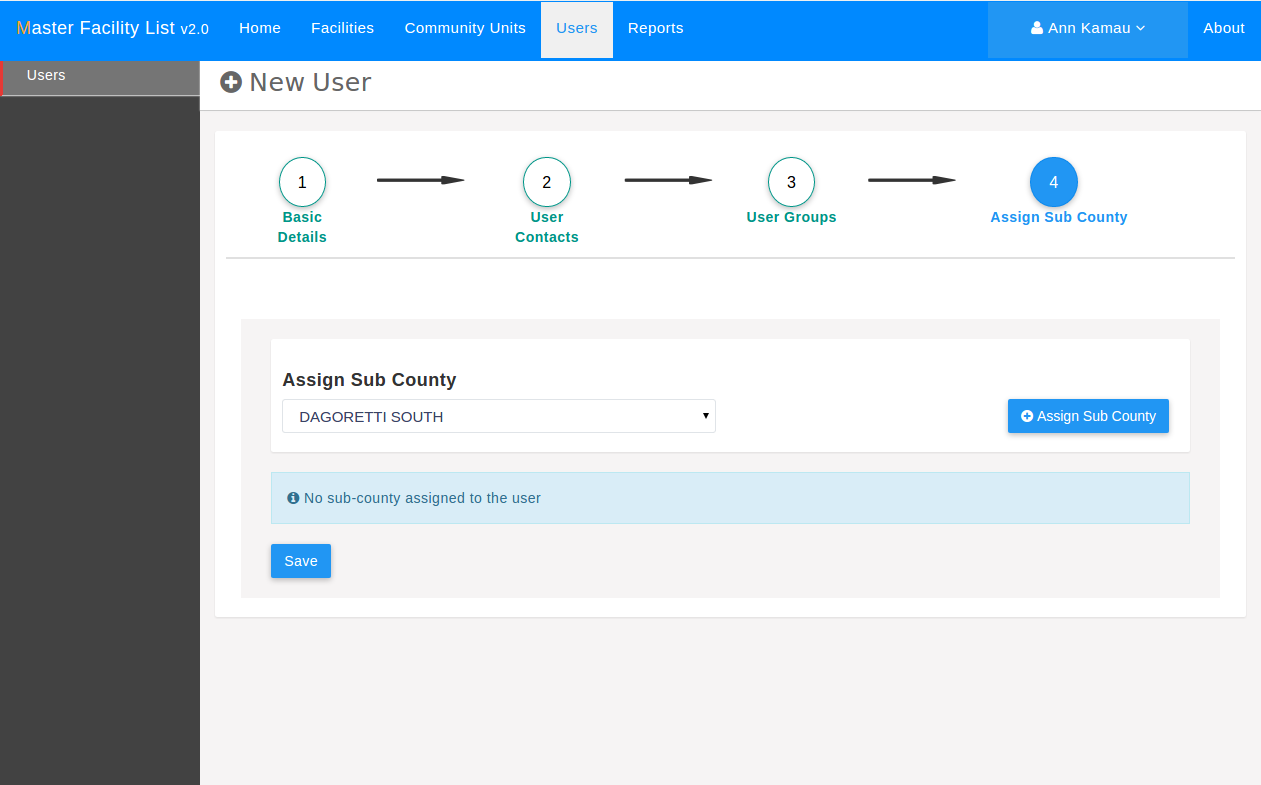 Master Facility List v2.0 Home Facilities Community Units Users Reports Ann Kamau About
Users
New User
1 2 3 4
Basic Details
User Contacts
User Groups
Assign Sub County
Assign Sub County
DAGORETTI SOUTH
Assign Sub County
No sub-county assigned to the user
Save